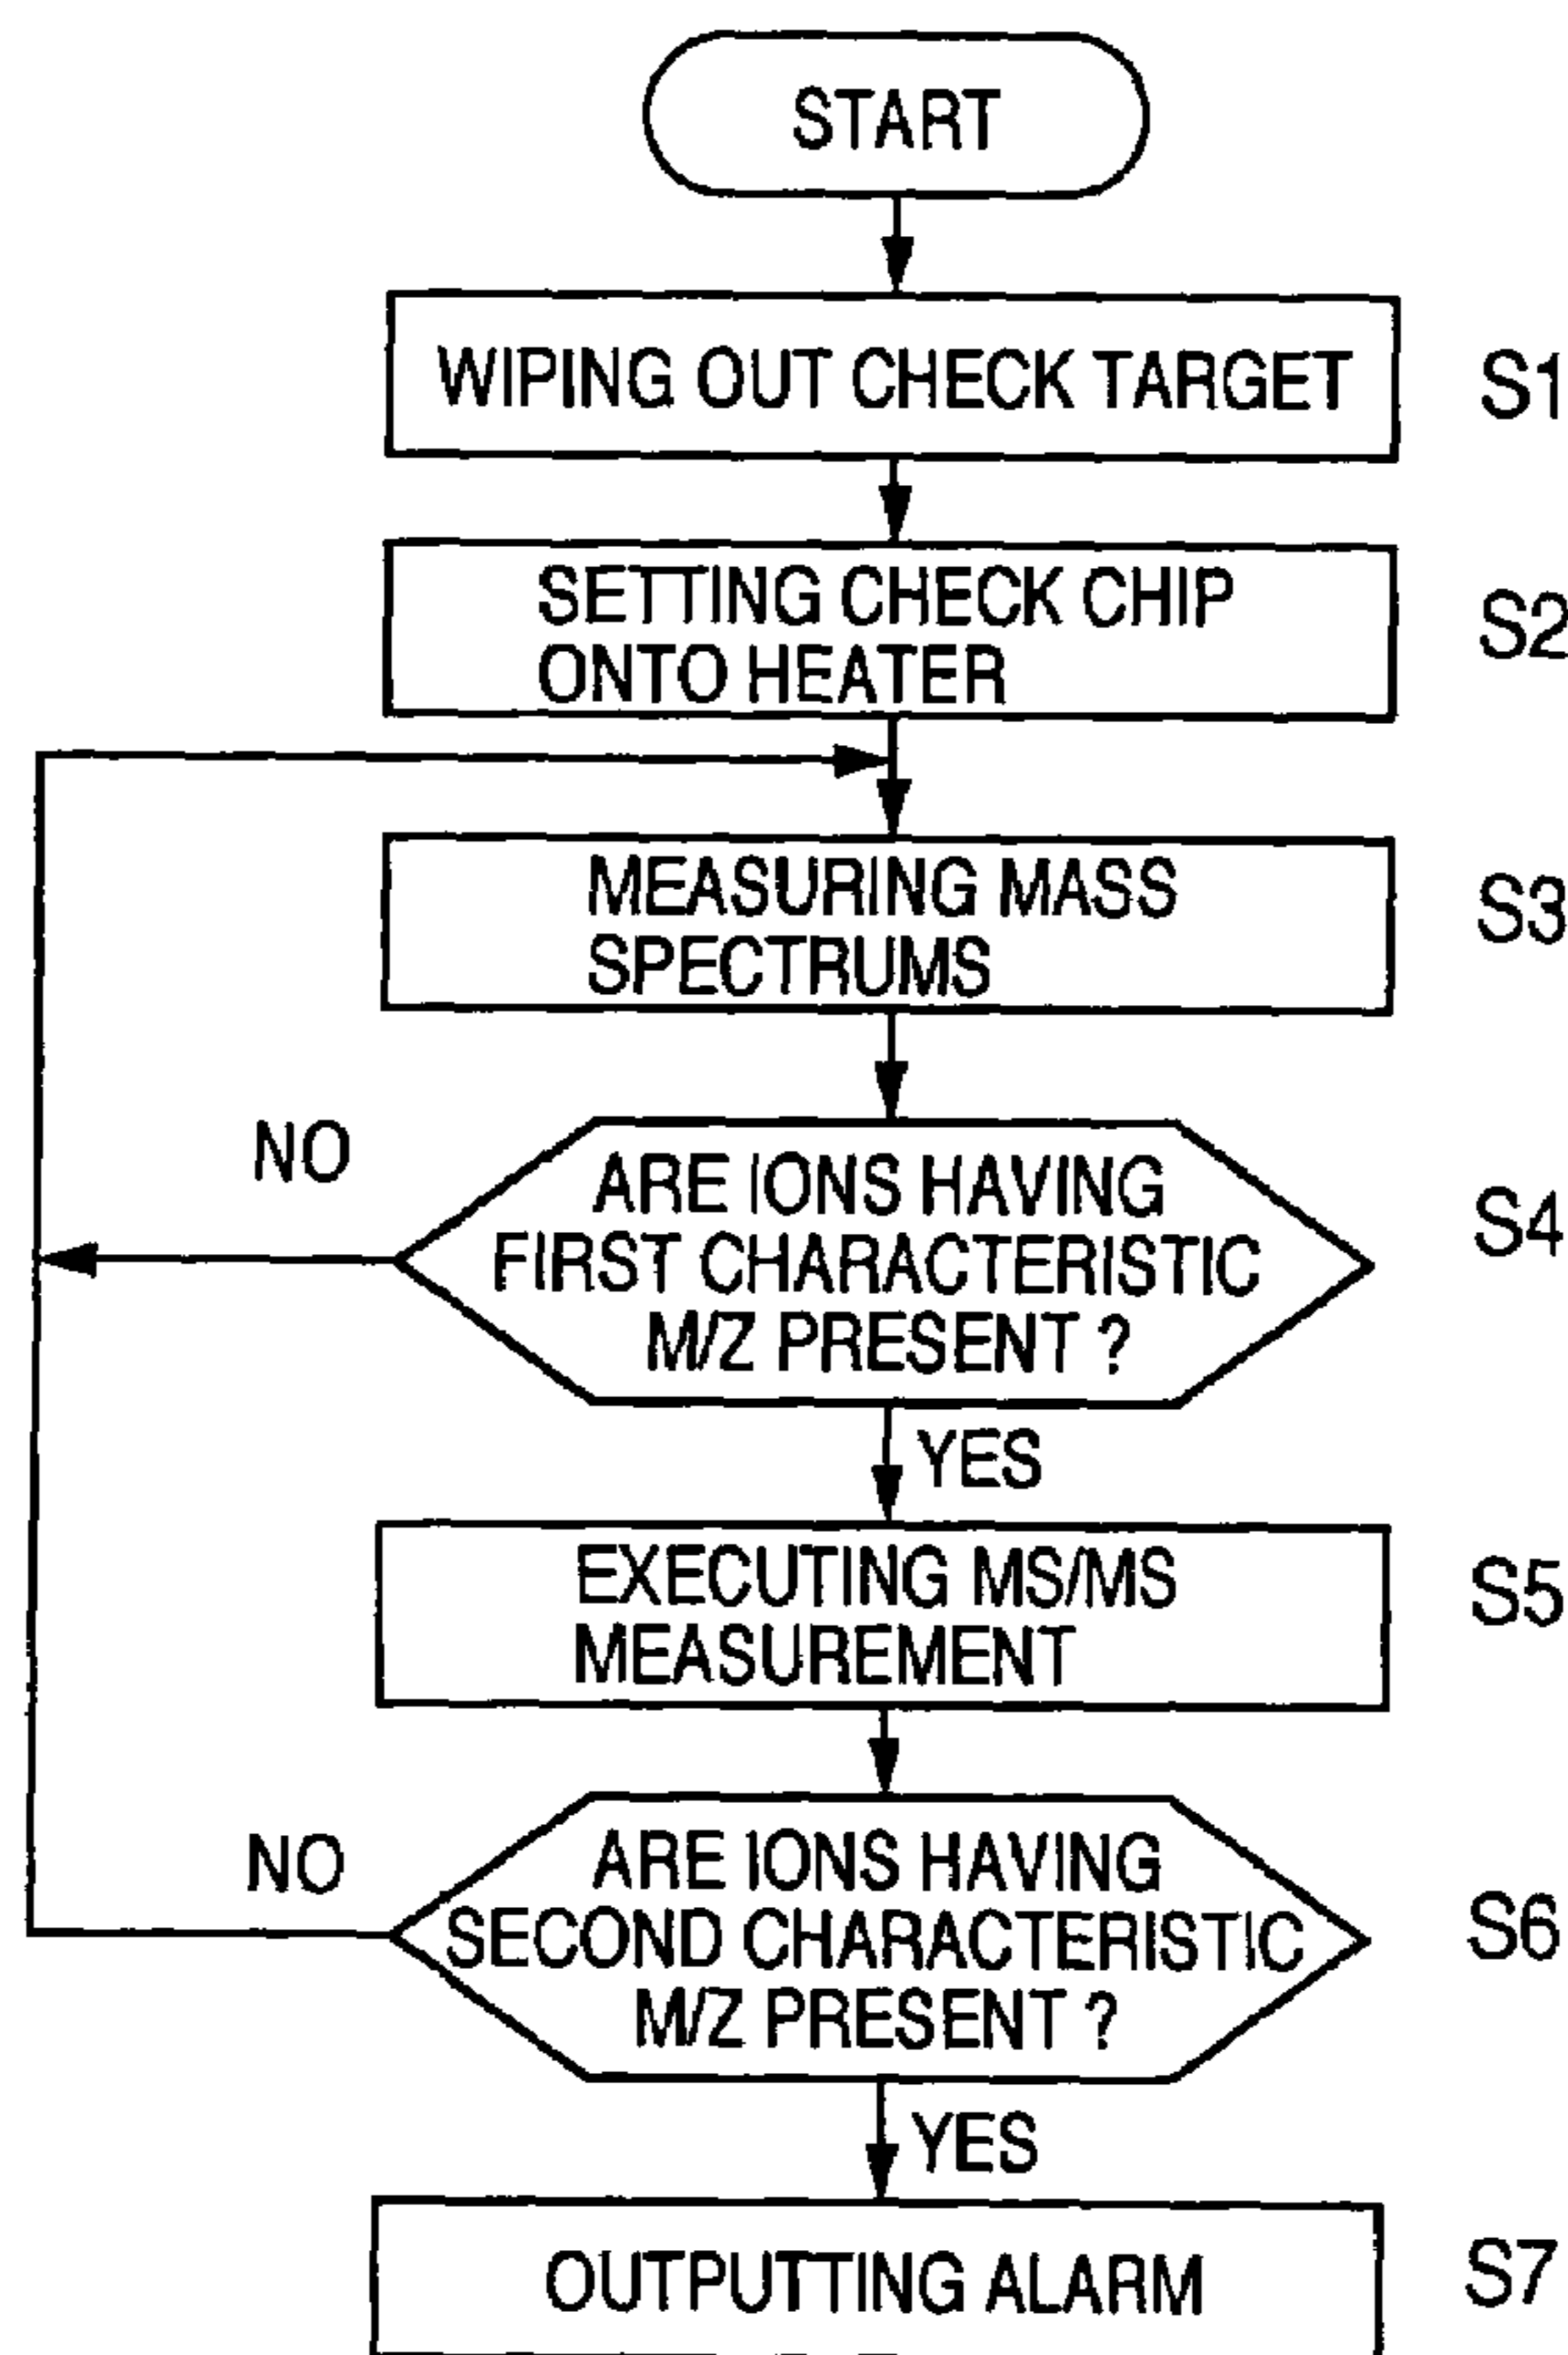 START
WIPING OUT CHECK TARGET
S1
SETTING CHECK CHIP
ONTO HEATER
S2
MEASURING MASS
SPECTRUMS
S3
NO
ARE IONS HAVING
FIRST CHARACTERISTIC
M/Z PRESENT ?
S4
YES
EXECUTING MS/MS
MEASUREMENT
S5
NO
ARE IONS HAVING
SECOND CHARACTERISTIC
M/Z PRESENT ?
S6
YES
OUTPUTTING ALARM
S7